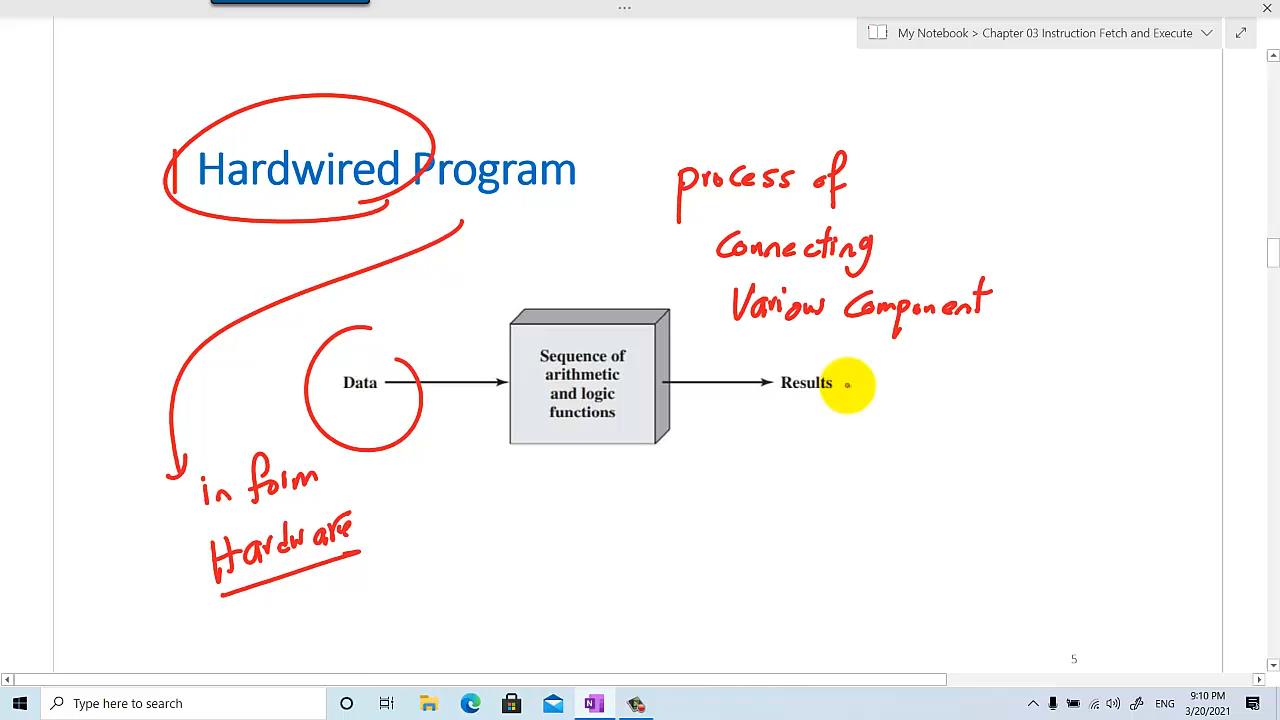 My Notebook > Chapter 03 Instruction Fetch and Execute
Hardwired Program
process of
Connecting
Various Component
Data
Sequence of
arithmetic
and logic
functions
Results
in form
Hardware
5
Type here to search
ENG
9:10 PM
3/20/2021